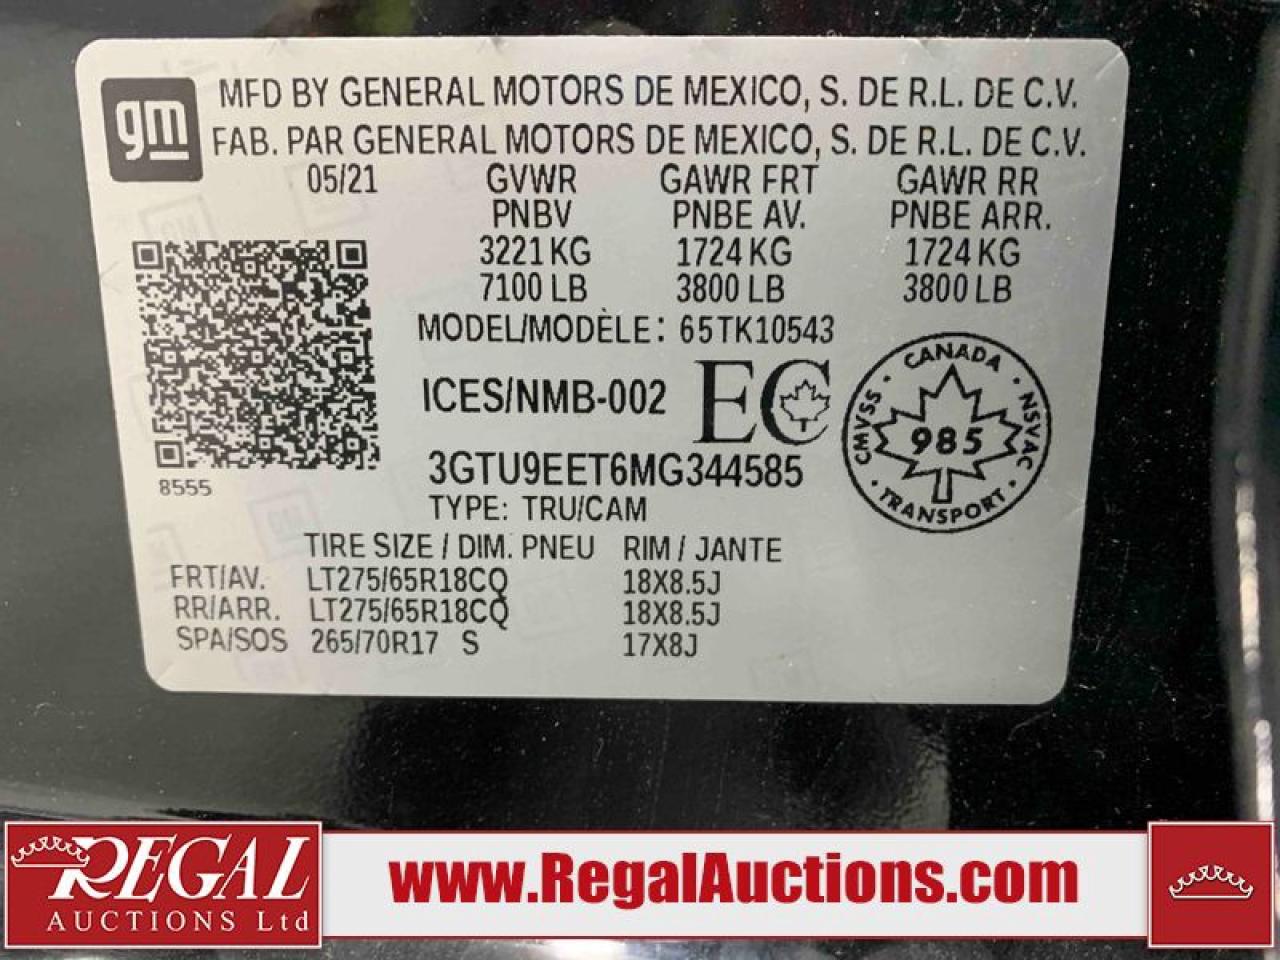 gm
MFD BY GENERAL MOTORS DE MEXICO, S. DE R.L. DE C.V.
FAB. PAR GENERAL MOTORS DE MEXICO, S. DE R.L. DE C.V.
05/21 GVWR GAWR FRT GAWR RR
PNBV PNBE AV. PNBE ARR.
3221 KG 1724 KG 1724 KG
7100 LB 3800 LB 3800 LB
MODEL/MODÈLE: 65TK10543
ICES/NMB-002 EC
CANADA
CMVSS · NSVAC
985
TRANSPORT
3GTU9EET6MG344585
8555
TYPE: TRU/CAM
TIRE SIZE / DIM. PNEU RIM / JANTE
FRT/AV. LT275/65R18CQ 18X8.5J
RR/ARR. LT275/65R18CQ 18X8.5J
SPA/SOS 265/70R17 S 17X8J
REGAL
AUCTIONS Ltd
www.RegalAuctions.com